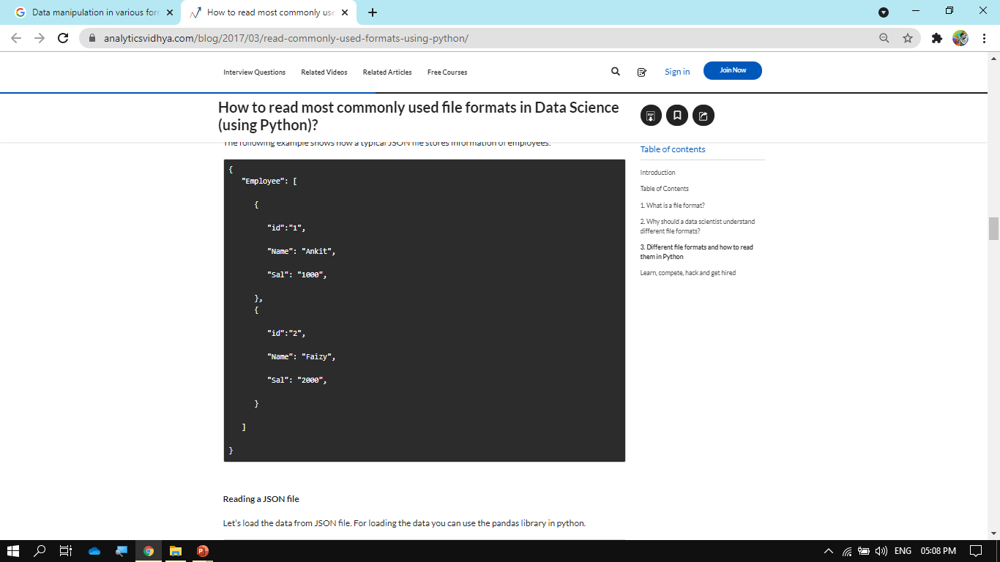 Data manipulation in various forr
How to read most commonly use
analyticsvidhya.com/blog/2017/03/read-commonly-used-formats-using-python/
Interview Questions Related Videos Related Articles Free Courses
Sign in
Join Now
How to read most commonly used file formats in Data Science
(using Python)?
PDF
The following example shows how a typical JSON file stores information of employees.
{
"Employee": [
{
"id":"1",
"Name": "Ankit",
"Sal": "1000",
},
{
"id":"2",
"Name": "Faizy",
"Sal": "2000",
}
]
}
Reading a JSON file
Let's load the data from JSON file. For loading the data you can use the pandas library in python.
Table of contents
Introduction
Table of Contents
1. What is a file format?
2. Why should a data scientist understand
different file formats?
3. Different file formats and how to read
them in Python
Learn, compete, hack and get hired
ENG 05:08 PM